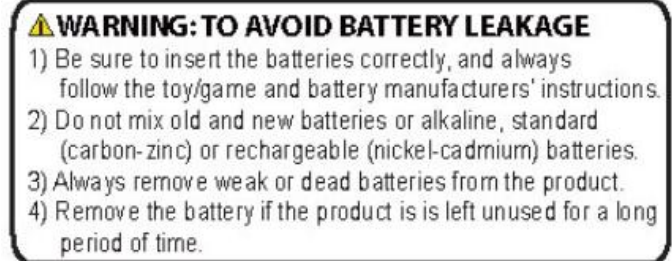 WARNING: TO AVOID BATTERY LEAKAGE
1) Be sure to insert the batteries correctly, and always
follow the toy/game and battery manufacturers' instructions.
2) Do not mix old and new batteries or alkaline, standard
(carbon-zinc) or rechargeable (nickel-cadmium) batteries.
3) Always remove weak or dead batteries from the product.
4) Remove the battery if the product is is left unused for a long
period of time.